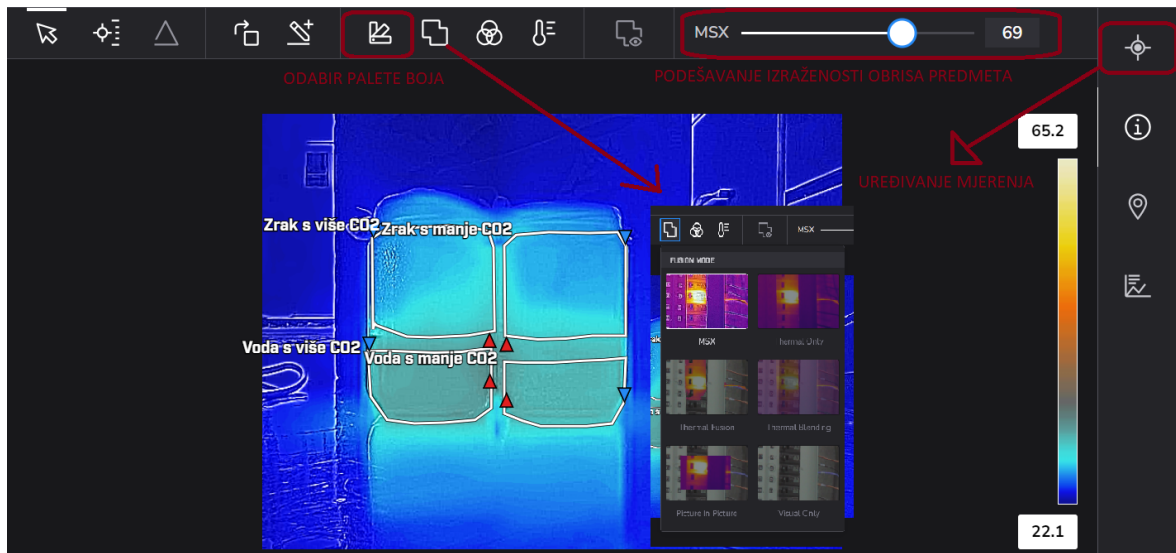 MSX 69
ODABIR PALETE BOJA
PODEŠAVANJE IZRAŽENOSTI OBRISA PREDMETA
65.2
UREĐIVANJE MJERENJA
Zrak s više CO2
Zrak s manje CO2
MSX
FUSION MODE
MSX
Thermal Only
Voda s više CO2
Voda s manje CO2
Thermal Fusion
Thermal Blending
Picture in Picture
Visual Only
22.1